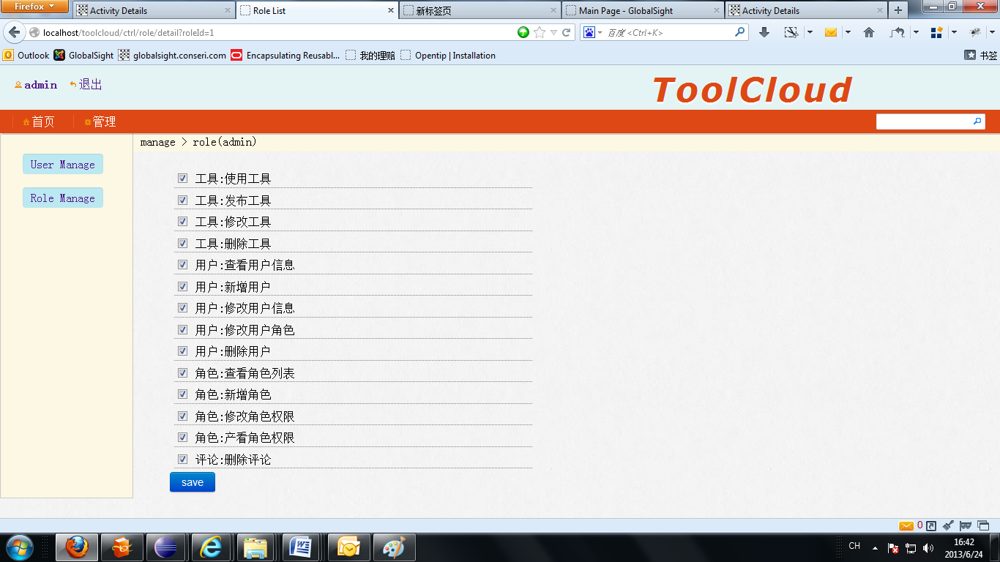 Firefox
Activity Details
Role List
新标签页
Main Page - GlobalSight
Activity Details
localhost/toolcloud/ctrl/role/detail?roleId=1
百度 <Ctrl+K>
Outlook
GlobalSight
globalsight.conseri.com
Encapsulating Reusabl...
我的理赔
Opentip | Installation
书签
admin
退出
ToolCloud
首页
管理
manage > role(admin)
User Manage
Role Manage
工具:使用工具
工具:发布工具
工具:修改工具
工具:删除工具
用户:查看用户信息
用户:新增用户
用户:修改用户信息
用户:修改用户角色
用户:删除用户
角色:查看角色列表
角色:新增角色
角色:修改角色权限
角色:产看角色权限
评论:删除评论
save
0
CH
16:42
2013/6/24